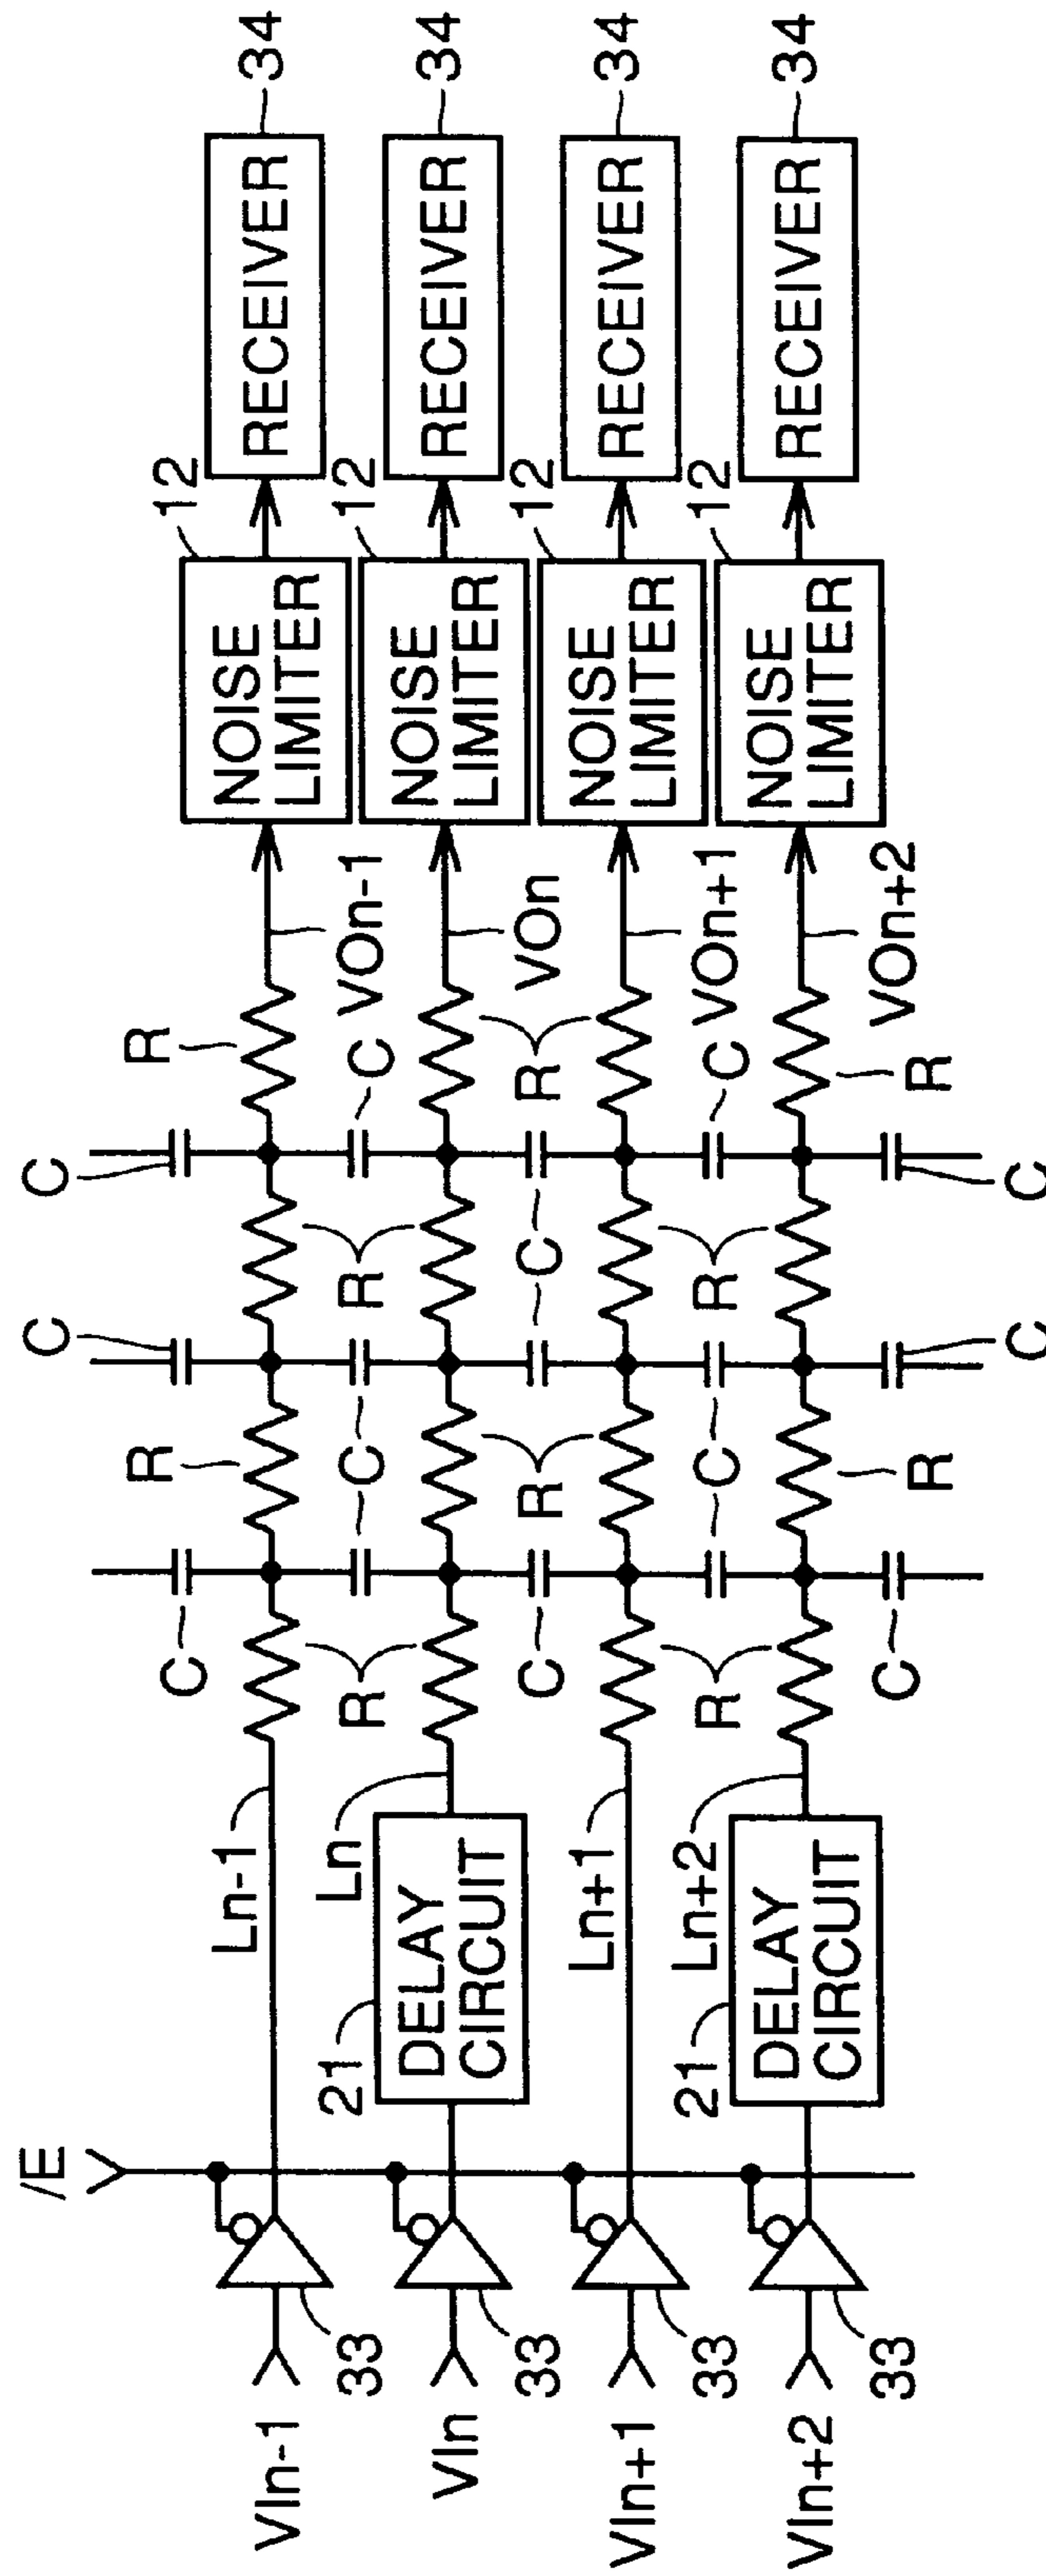 /E
VIn-1
33
Ln-1
C
R
C
R
C
R
VOn-1
12
NOISE
LIMITER
RECEIVER
34
VIn
33
21
DELAY
CIRCUIT
Ln
R
C
C
R
C
VOn
12
NOISE
LIMITER
RECEIVER
34
VIn+1
33
Ln+1
C
R
C
R
VOn+1
12
NOISE
LIMITER
RECEIVER
34
VIn+2
33
21
DELAY
CIRCUIT
Ln+2
R
C
C
R
R
C
C
R
C
VOn+2
12
NOISE
LIMITER
RECEIVER
34